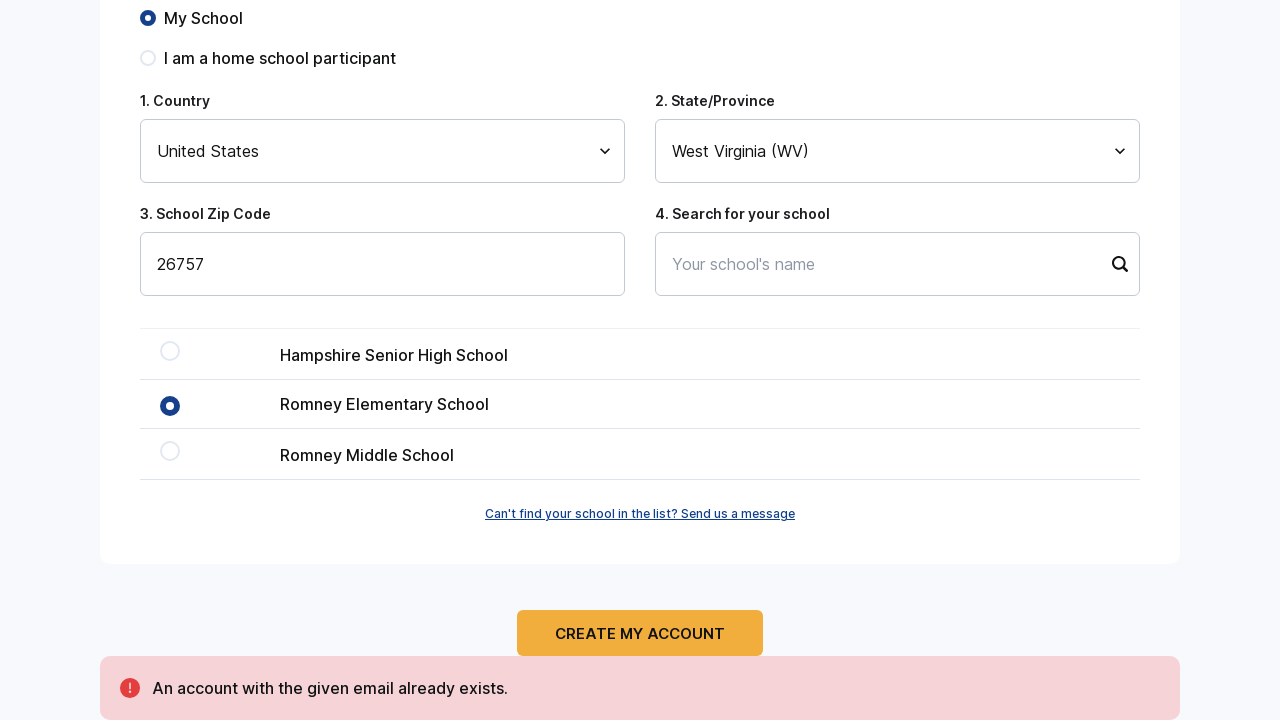 My School
I am a home school participant
1. Country
2. State/Province
United States
West Virginia (WV)
3. School Zip Code
4. Search for your school
26757
Your school's name
Hampshire Senior High School
Romney Elementary School
Romney Middle School
Can't find your school in the list? Send us a message
CREATE MY ACCOUNT
An account with the given email already exists.